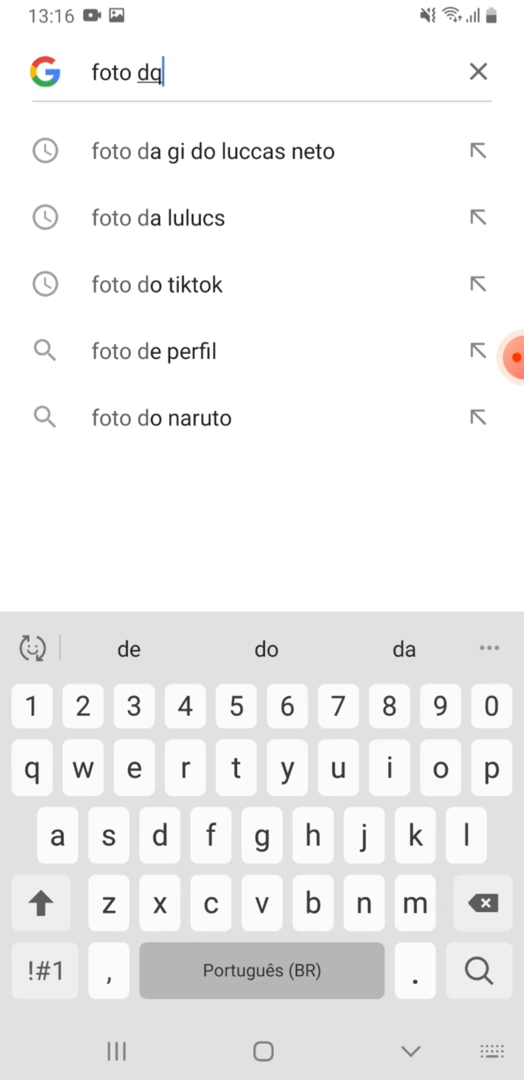 13:16
foto dq
foto da gi do luccas neto
foto da lulucs
foto do tiktok
foto de perfil
foto do naruto
de do da
1 2 3 4 5 6 7 8 9 0
q w e r t y u i o p
a s d f g h j k l
z x c v b n m
!#1 , Português (BR) .